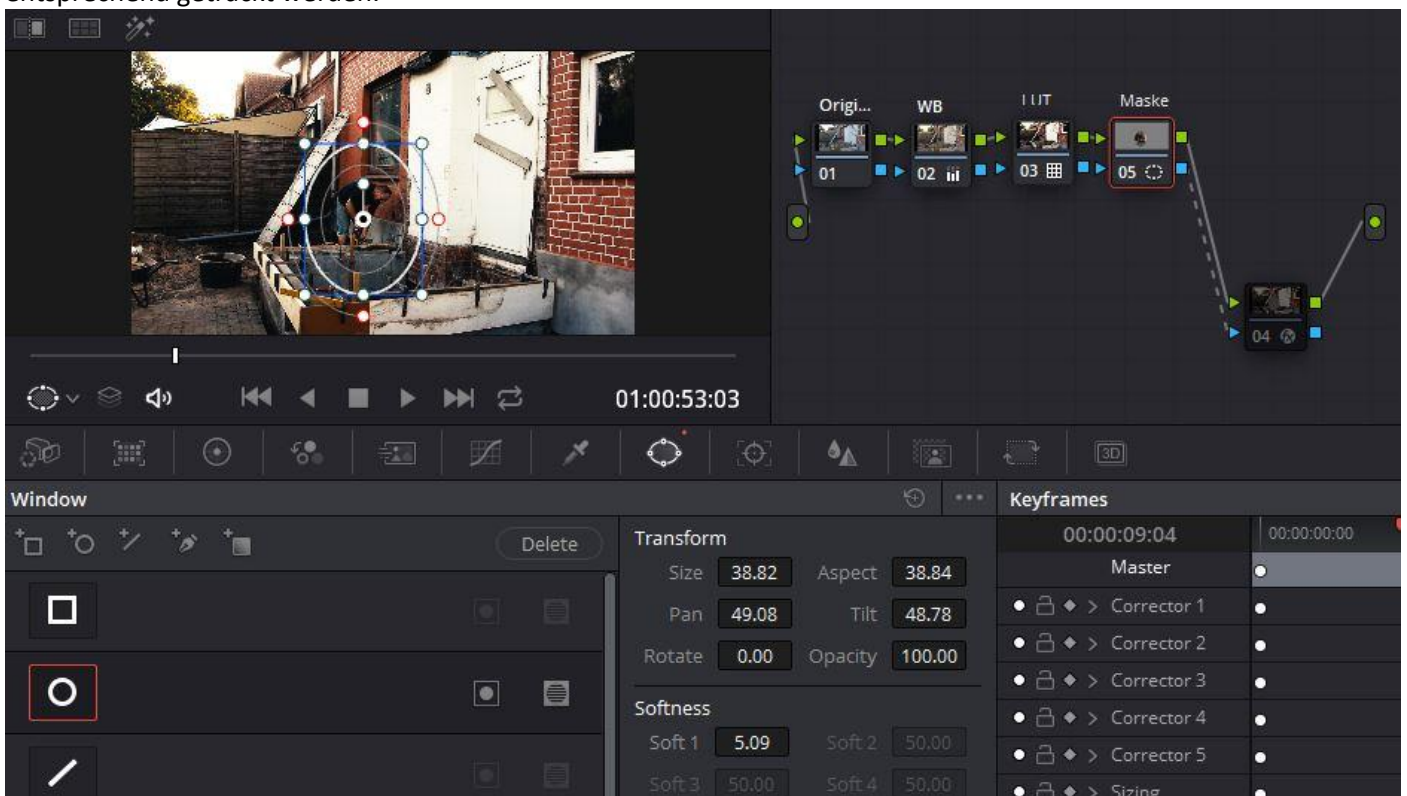 entsprechend getrackt werden.
Origi...
WB
LUT
Maske
01
02
03
05
04
01:00:53:03
3D
Window
Delete
Transform
Size 38.82 Aspect 38.84
Pan 49.08 Tilt 48.78
Rotate 0.00 Opacity 100.00
Softness
Soft 1 5.09 Soft 2 50.00
Soft 3 50.00 Soft 4 50.00
Keyframes
00:00:09:04 00:00:00:00
Master
Corrector 1
Corrector 2
Corrector 3
Corrector 4
Corrector 5
Sizing